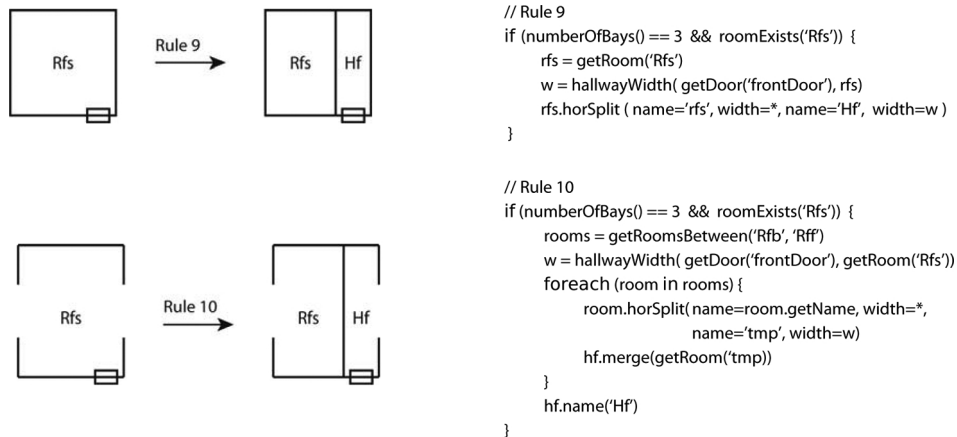 Rfs
Rule 9
Rfs
Hf
// Rule 9
if (numberOfBays() == 3 && roomExists(‘Rfs’)) {
rfs = getRoom(‘Rfs’)
w = hallwayWidth( getDoor(‘frontDoor’), rfs)
rfs.horSplit ( name=’rfs’, width=*, name=’Hf’, width=w )
}
Rfs
Rule 10
Rfs
Hf
// Rule 10
if (numberOfBays() == 3 && roomExists(‘Rfs’)) {
rooms = getRoomsBetween(‘Rfb’, ‘Rff’)
w = hallwayWidth( getDoor(‘frontDoor’), getRoom(‘Rfs’))
foreach (room in rooms) {
room.horSplit( name=room.getName, width=*,
name=’tmp’, width=w)
hf.merge(getRoom(‘tmp))
}
hf.name(‘Hf’)
}